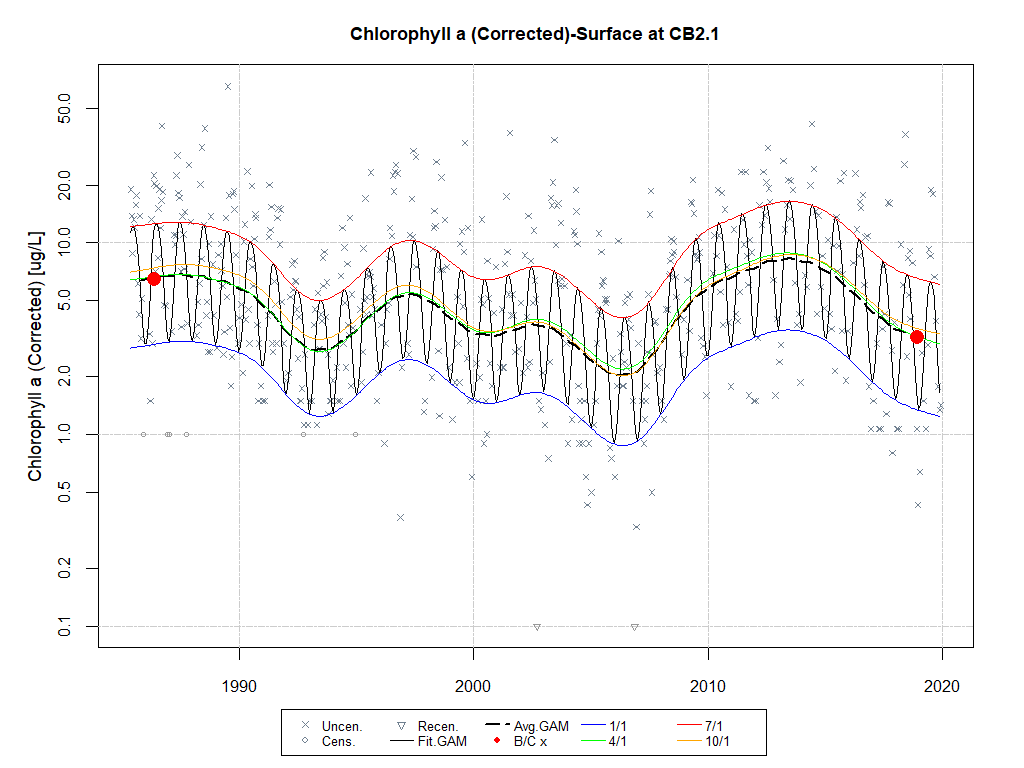 Chlorophyll a (Corrected)-Surface at CB2.1
Chlorophyll a (Corrected) [ug/L]
50.0
20.0
10.0
5.0
2.0
1.0
0.5
0.2
0.1
1990 2000 2010 2020
Uncen. Recen. Avg.GAM 1/1 7/1
Cens. Fit.GAM B/C x 4/1 10/1